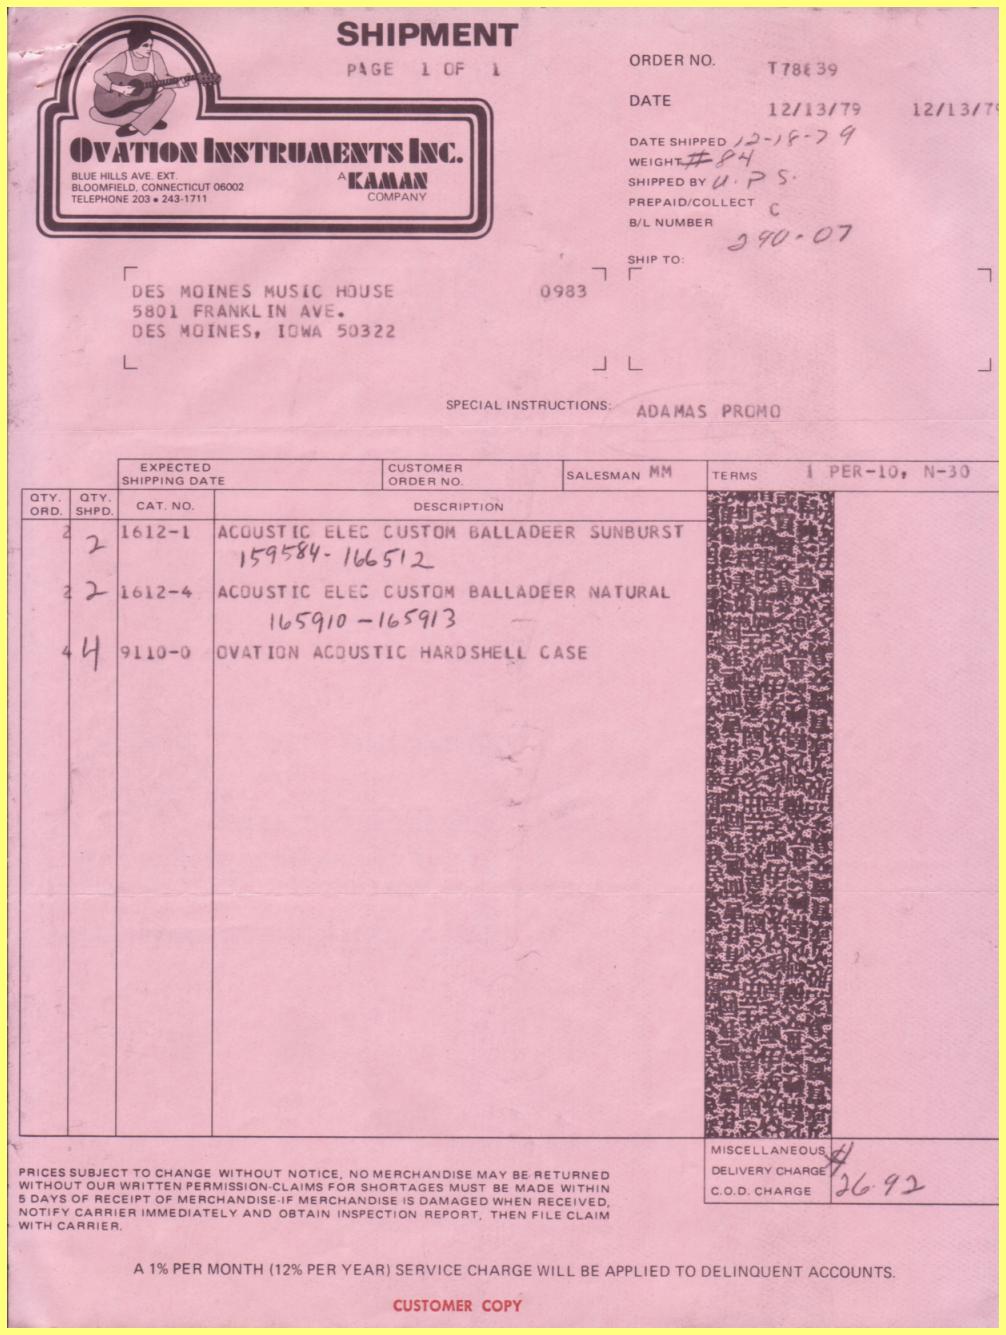 SHIPMENT
PAGE 1 OF 1
ORDER NO. T78639
DATE 12/13/79 12/13/79
OVATION INSTRUMENTS INC.
BLUE HILLS AVE. EXT.
BLOOMFIELD, CONNECTICUT 06002
TELEPHONE 203 • 243-1711
A KAMAN COMPANY
DATE SHIPPED 12-18-79
WEIGHT #84
SHIPPED BY U.P.S.
PREPAID/COLLECT C
B/L NUMBER 290-07
SHIP TO:
DES MOINES MUSIC HOUSE 0983
5801 FRANKLIN AVE.
DES MOINES, IOWA 50322
SPECIAL INSTRUCTIONS: ADAMAS PROMO
EXPECTED SHIPPING DATE
CUSTOMER ORDER NO.
SALESMAN MM
TERMS 1 PER-10, N-30
QTY. ORD. QTY. SHPD. CAT. NO. DESCRIPTION
2 2 1612-1 ACOUSTIC ELEC CUSTOM BALLADEER SUNBURST
159584-166512
2 2 1612-4 ACOUSTIC ELEC CUSTOM BALLADEER NATURAL
165910-165913
4 4 9110-0 OVATION ACOUSTIC HARDSHELL CASE
MISCELLANEOUS
DELIVERY CHARGE
C.O.D. CHARGE
# 26.92
PRICES SUBJECT TO CHANGE WITHOUT NOTICE, NO MERCHANDISE MAY BE RETURNED
WITHOUT OUR WRITTEN PERMISSION-CLAIMS FOR SHORTAGES MUST BE MADE WITHIN
5 DAYS OF RECEIPT OF MERCHANDISE-IF MERCHANDISE IS DAMAGED WHEN RECEIVED,
NOTIFY CARRIER IMMEDIATELY AND OBTAIN INSPECTION REPORT, THEN FILE CLAIM
WITH CARRIER.
A 1% PER MONTH (12% PER YEAR) SERVICE CHARGE WILL BE APPLIED TO DELINQUENT ACCOUNTS.
CUSTOMER COPY